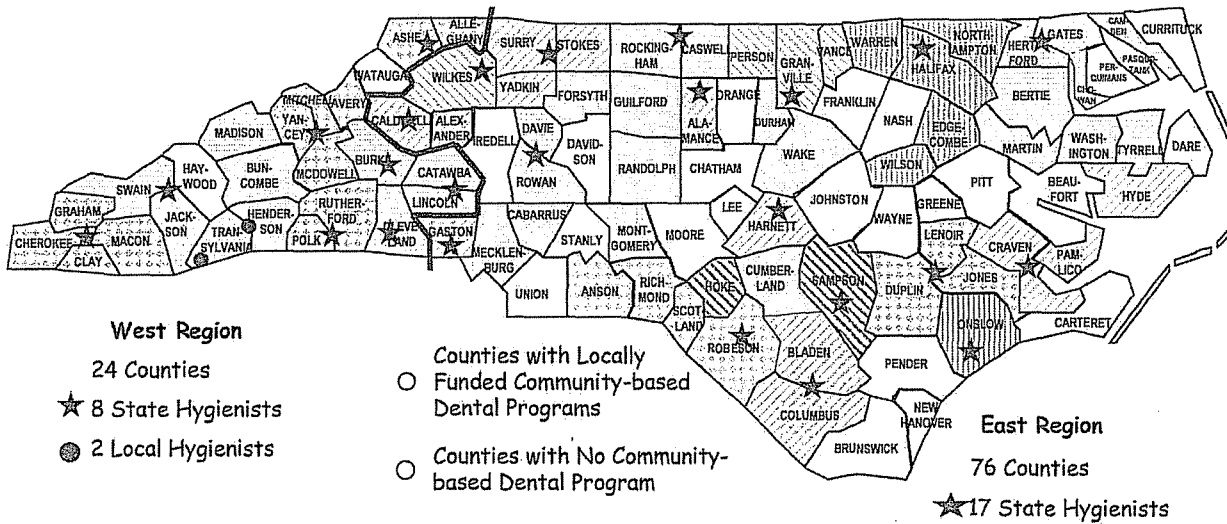 ASHE
ALLE-
GHANY
SURRY
STOKES
ROCKING-
HAM
CASWELL
PERSON
GRAN-
VILLE
VANCE
WARREN
NORTH-
AMPTON
HALIFAX
HERT-
FORD
GATES
CAM-
DEN
CURRITUCK
PASQUO-
TANK
PER-
QUIMANS
CHO-
WAN
WATAUGA
WILKES
YADKIN
FORSYTH
GUILFORD
ALA-
MANCE
ORANGE
DURHAM
FRANKLIN
NASH
EDGE-
COMBE
BERTIE
MITCHELL
AVERY
YAN-
CEY
CALDWELL
ALEX-
ANDER
IREDELL
DAVIE
DAVID-
SON
RANDOLPH
CHATHAM
WAKE
WILSON
MARTIN
WASH-
INGTON
TYRRELL
DARE
MADISON
HAY-
WOOD
BUN-
COMBE
MCDOWELL
BURKE
CATAWBA
ROWAN
LINCOLN
LEE
JOHNSTON
WAYNE
GREENE
PITT
BEAU-
FORT
HYDE
SWAIN
GRAHAM
JACK-
SON
HENDER-
SON
RUTHER-
FORD
CLEVE-
LAND
GASTON
CABARRUS
STANLY
MONT-
GOMERY
MOORE
HARNETT
LENOIR
CRAVEN
PAM-
LICO
CHEROKEE
CLAY
MACON
TRAN-
SYLVANIA
POLK
MECKLEN-
BURG
UNION
ANSON
RICH-
MOND
HOKE
SCOT-
LAND
CUMBER-
LAND
SAMPSON
DUPLIN
JONES
ONSLOW
CARTERET
ROBESON
BLADEN
PENDER
COLUMBUS
NEW
HANOVER
BRUNSWICK
West Region
24 Counties
8 State Hygienists
2 Local Hygienists
Counties with Locally
Funded Community-based
Dental Programs
Counties with No Community-
based Dental Program
East Region
76 Counties
17 State Hygienists